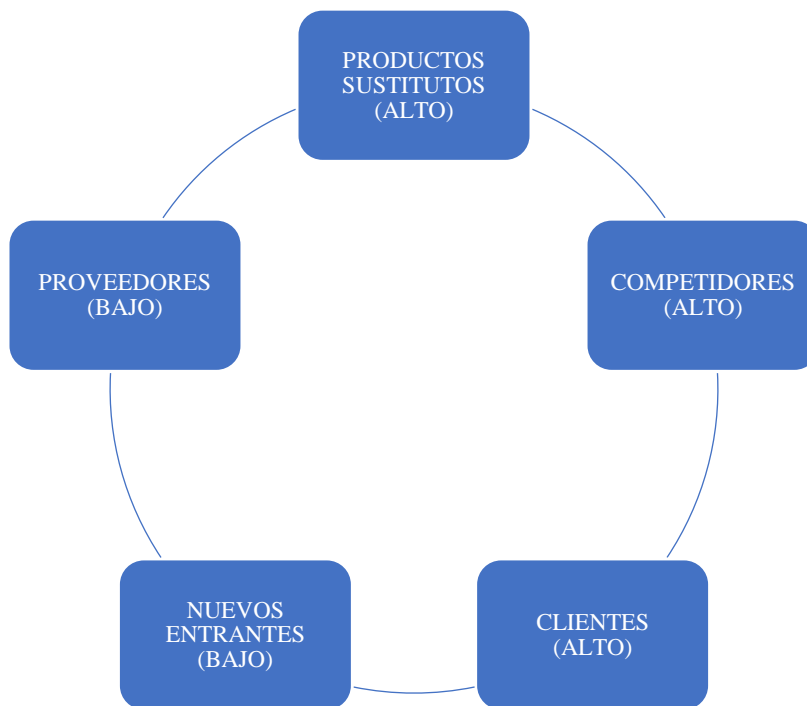 PRODUCTOS
SUSTITUTOS
(ALTO)
COMPETIDORES
(ALTO)
CLIENTES
(ALTO)
NUEVOS
ENTRANTES
(BAJO)
PROVEEDORES
(BAJO)